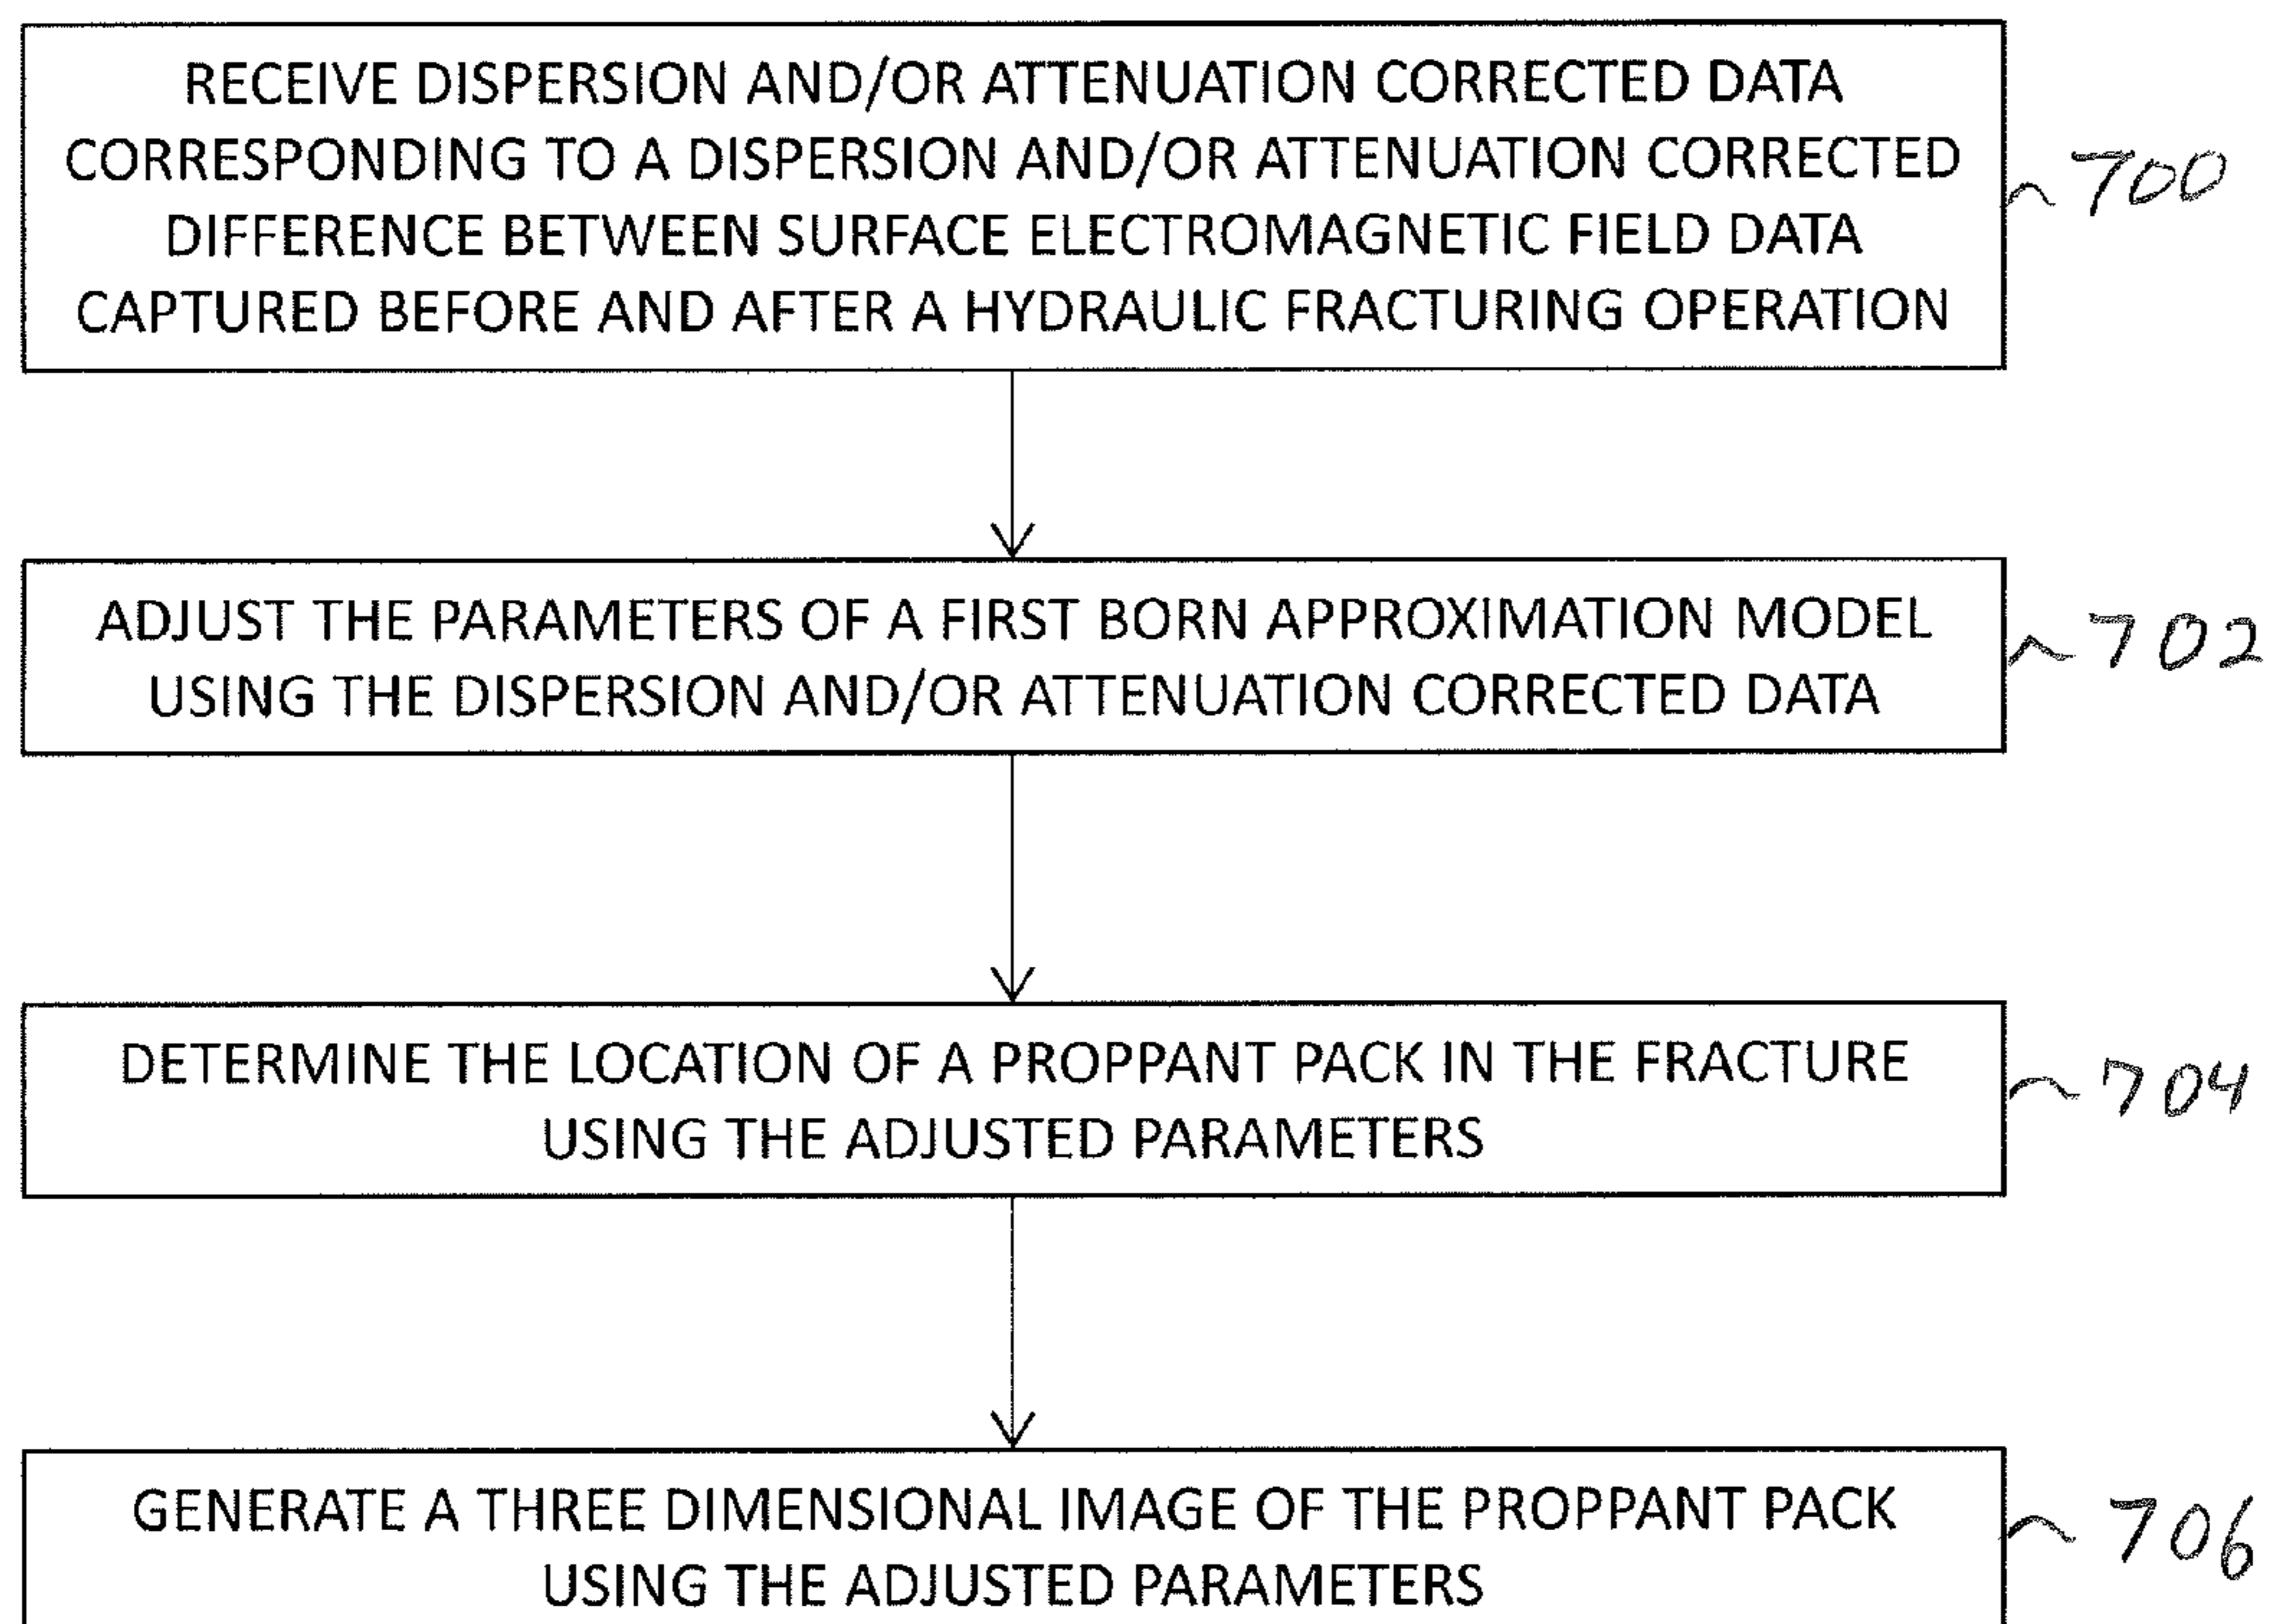 RECEIVE DISPERSION AND/OR ATTENUATION CORRECTED DATA
CORRESPONDING TO A DISPERSION AND/OR ATTENUATION CORRECTED
DIFFERENCE BETWEEN SURFACE ELECTROMAGNETIC FIELD DATA
CAPTURED BEFORE AND AFTER A HYDRAULIC FRACTURING OPERATION
700
ADJUST THE PARAMETERS OF A FIRST BORN APPROXIMATION MODEL
USING THE DISPERSION AND/OR ATTENUATION CORRECTED DATA
702
DETERMINE THE LOCATION OF A PROPPANT PACK IN THE FRACTURE
USING THE ADJUSTED PARAMETERS
704
GENERATE A THREE DIMENSIONAL IMAGE OF THE PROPPANT PACK
USING THE ADJUSTED PARAMETERS
706